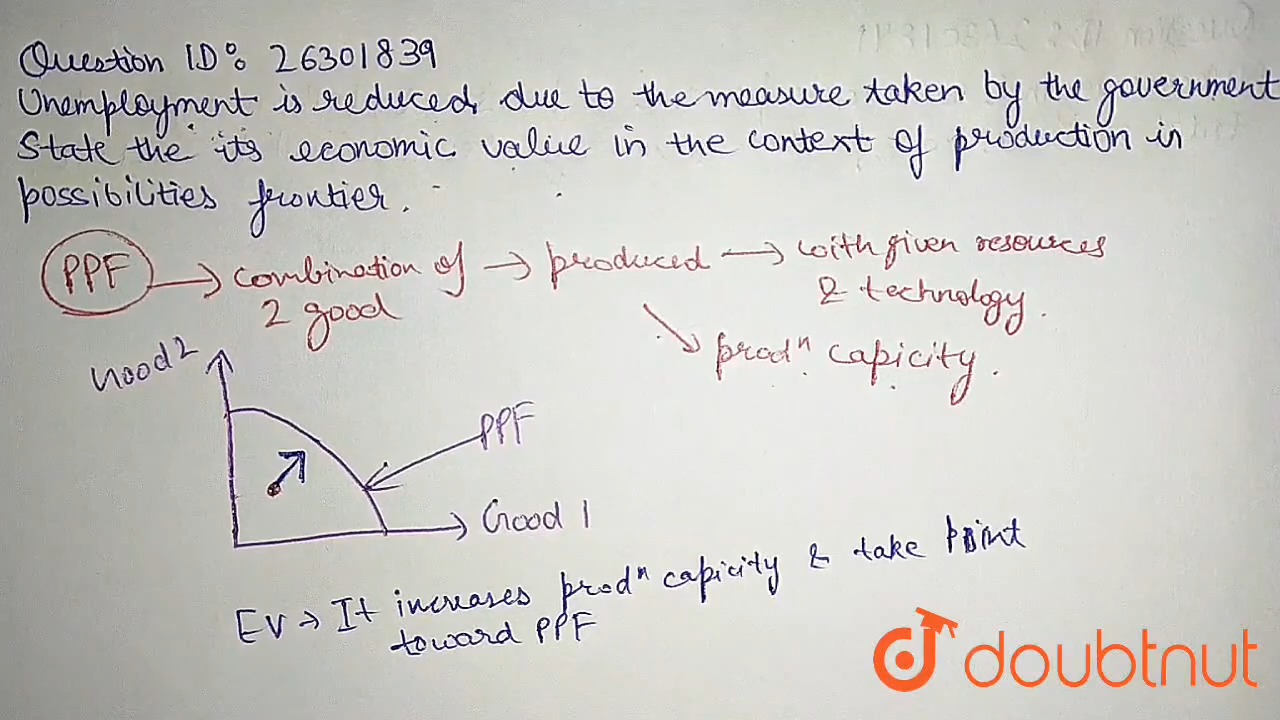 Question ID: 26301839
Unemployment is reduced, due to the measure taken by the government
State the its economic value in the context of production in
possibilities frontier.
PPF → combination of → produced → with given resources
2 good
& technology.
prodⁿ capicity.
Good 2
PPF
Good 1
EV → It increases prodⁿ capicity & take point
toward PPF
doubtnut